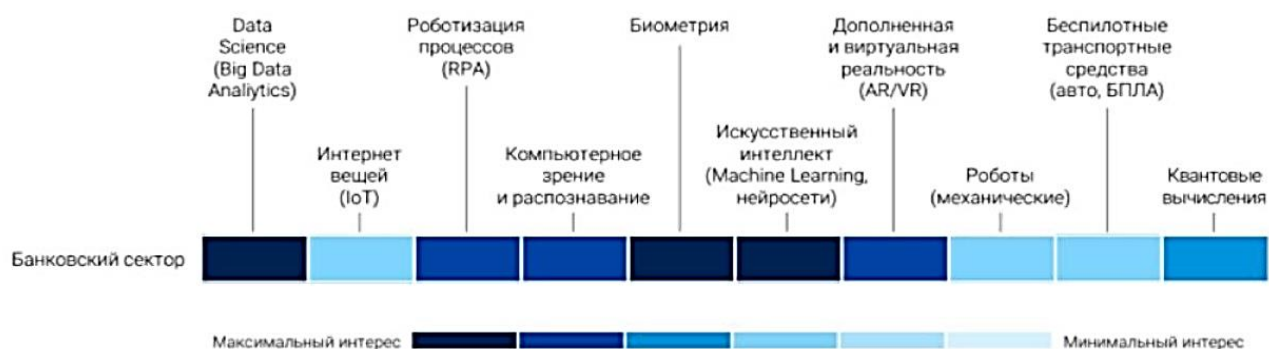 Data
Science
(Big Data
Analiytics)
Интернет
вещей
(IoT)
Роботизация
процессов
(RPA)
Компьютерное
зрение
и распознавание
Биометрия
Искусственный
интеллект
(Machine Learning,
нейросети)
Дополненная
и виртуальная
реальность
(AR/VR)
Роботы
(механические)
Беспилотные
транспортные
средства
(авто, БПЛА)
Квантовые
вычисления
Банковский сектор
Максимальный интерес
Минимальный интерес